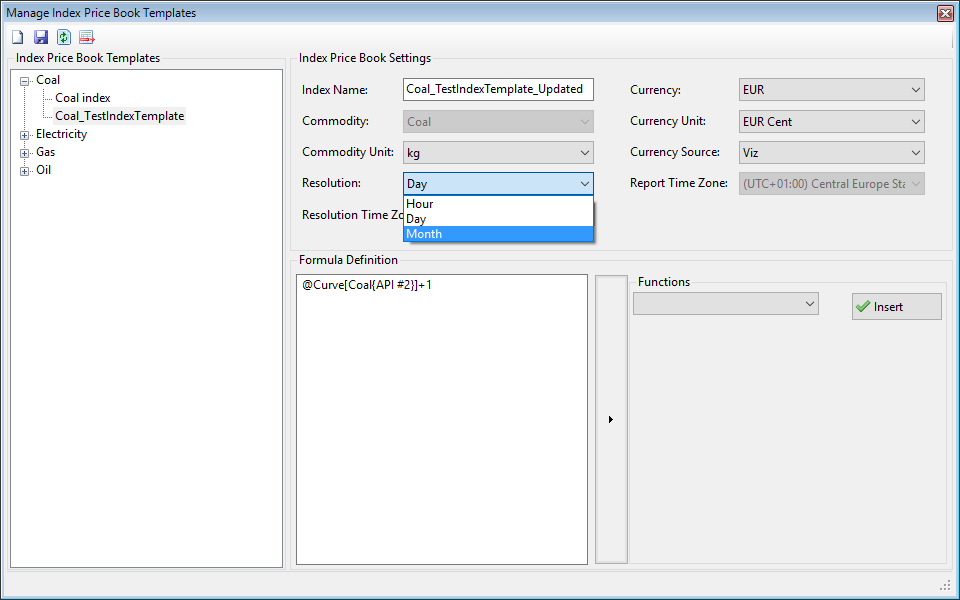 Manage Index Price Book Templates
Index Price Book Templates
Coal
Coal index
Coal_TestIndexTemplate
Electricity
Gas
Oil
Index Price Book Settings
Index Name: Coal_TestIndexTemplate_Updated
Commodity: Coal
Commodity Unit: kg
Resolution: Day
Hour
Day
Month
Resolution Time Zo
Currency: EUR
Currency Unit: EUR Cent
Currency Source: Viz
Report Time Zone: (UTC+01:00) Central Europe Sta
Formula Definition
@Curve[Coal{API #2}]+1
Functions
Insert